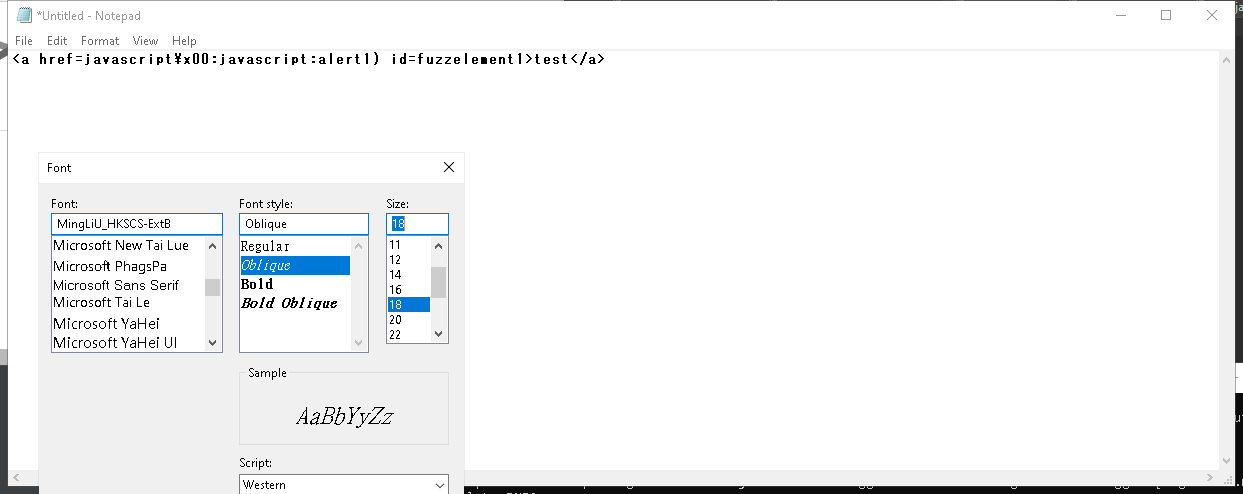 *Untitled - Notepad
File Edit Format View Help
<a href=javascript¥x00:javascript:alert1) id=fuzzelement1>test</a>
Font
Font: Font style: Size:
MingLiU_HKSCS-ExtB Oblique 18
Microsoft New Tai Lue Regular 11
Microsoft PhagsPa Oblique 12
Microsoft Sans Serif Bold 14
Microsoft Tai Le Bold Oblique 16
Microsoft YaHei 18
Microsoft YaHei UI 20
22
Sample
AaBbYyZz
Script:
Western